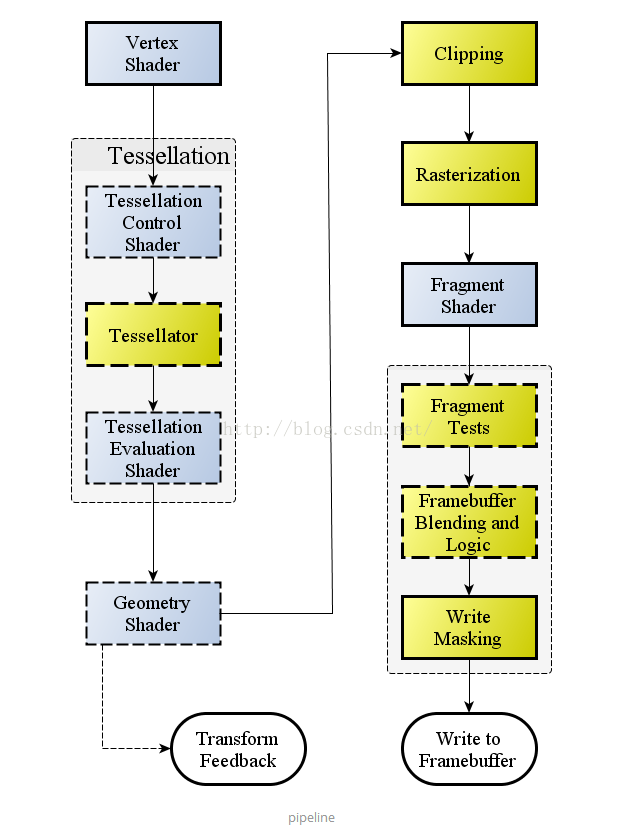 Vertex
Shader
Tessellation
Tessellation
Control
Shader
Tessellator
Tessellation
Evaluation
Shader
Geometry
Shader
Transform
Feedback
Clipping
Rasterization
Fragment
Shader
http://blog.csdn.net/
Fragment
Tests
Framebuffer
Blending and
Logic
Write
Masking
Write to
Framebuffer
pipeline